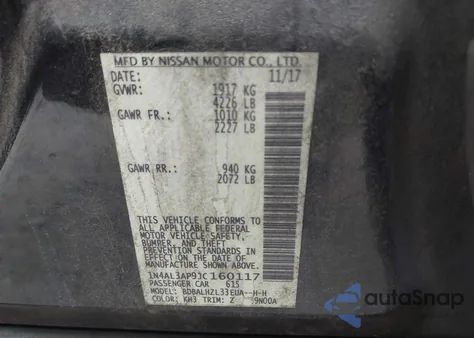 MFD BY NISSAN MOTOR CO., LTD.
DATE: 11/17
GVWR: 1917 KG
4226 LB
GAWR FR.: 1010 KG
2227 LB
GAWR RR.: 940 KG
2072 LB
THIS VEHICLE CONFORMS TO
ALL APPLICABLE FEDERAL
MOTOR VEHICLE SAFETY,
BUMPER, AND THEFT
PREVENTION STANDARDS
IN EFFECT ON THE DATE OF
MANUFACTURE SHOWN ABOVE.
1N4AL3AP9JC160117
PASSENGER CAR 615
MODEL: BDBALHZL33EUA--H-H
COLOR: KH3 TRIM: Z 9N00A
autoSnap